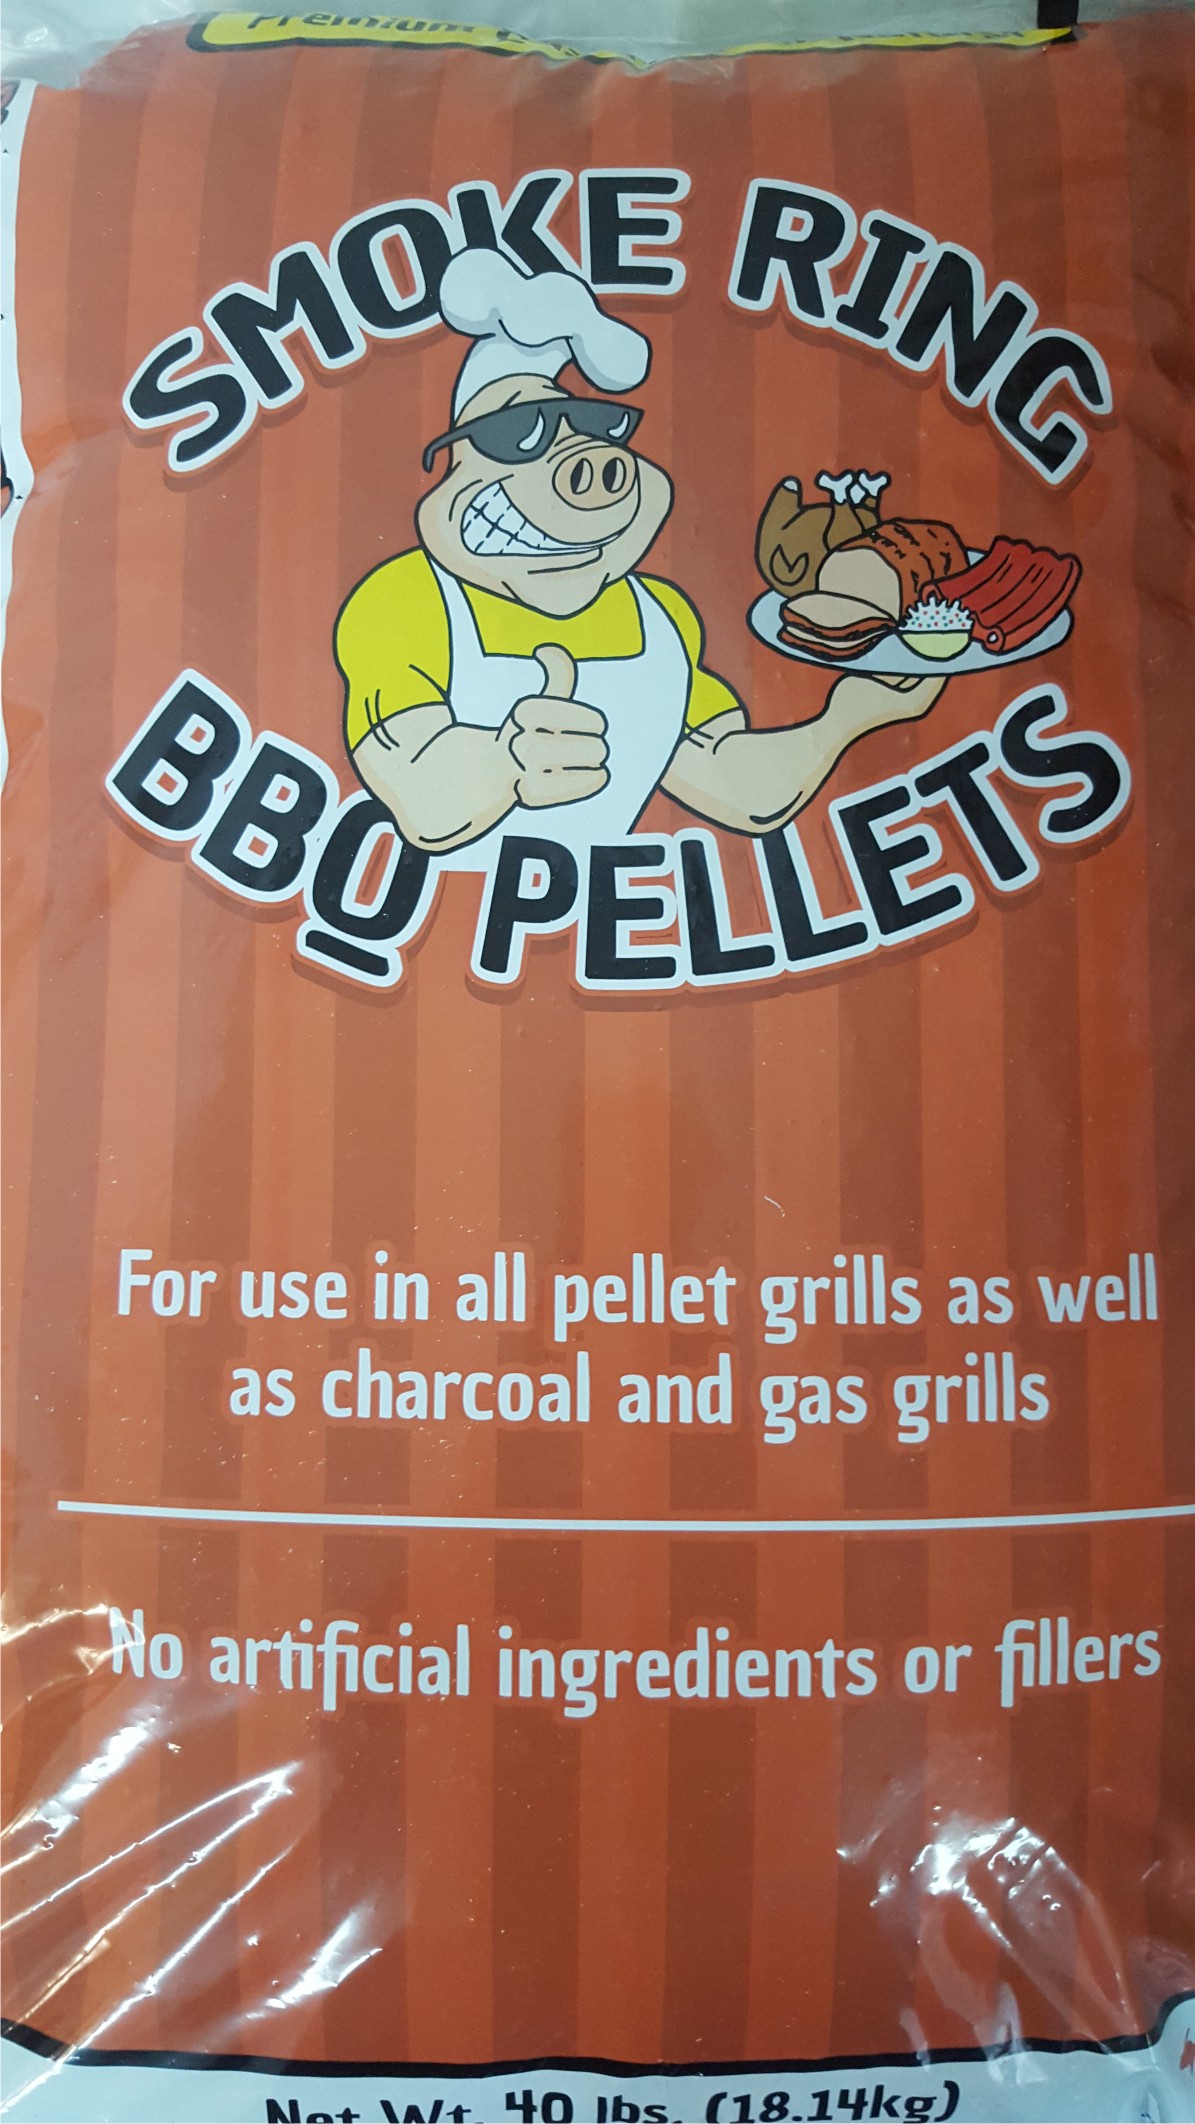 Premium
SMOKE RING
BBQ PELLETS
For use in all pellet grills as well
as charcoal and gas grills
No artificial ingredients or fillers
Net Wt. 40 lbs. (18.14kg)